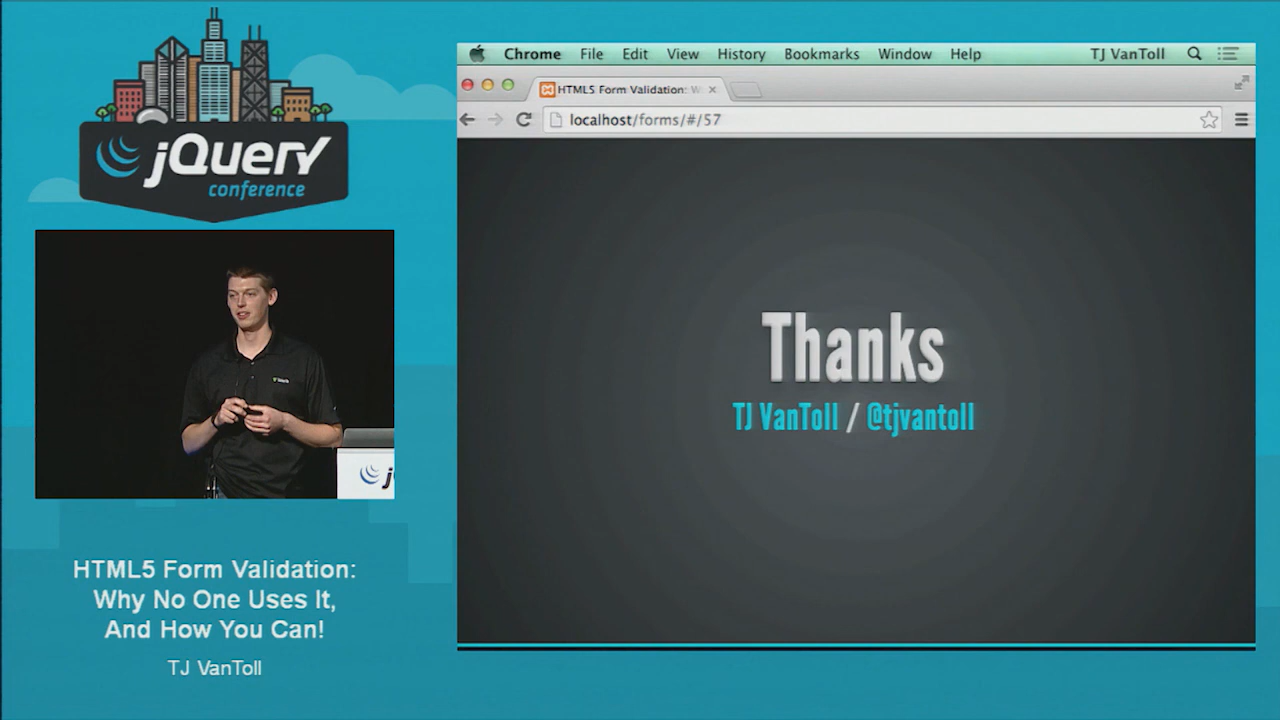 jQuery
conference
HTML5 Form Validation:
Why No One Uses It,
And How You Can!
TJ VanToll
Chrome File Edit View History Bookmarks Window Help TJ VanToll
HTML5 Form Validation: W
localhost/forms/#/57
Thanks
TJ VanToll / @tjvantoll